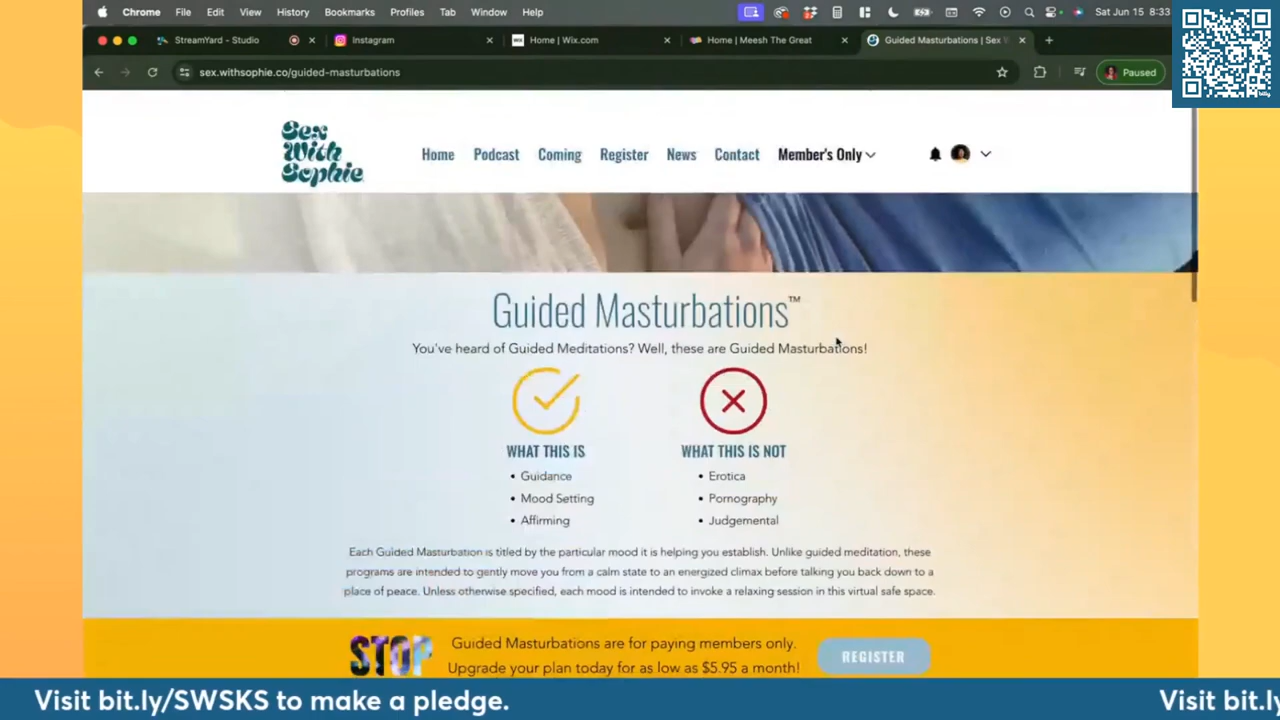 Chrome File Edit View History Bookmarks Profiles Tab Window Help Sat Jun 15 8:33
StreamYard - Studio Instagram Home | Wix.com Home | Meesh The Great Guided Masturbations | Sex W
sex.withsophie.co/guided-masturbations Paused
Sex
With
Sophie
Home Podcast Coming Register News Contact Member's Only
Guided Masturbations™
You've heard of Guided Meditations? Well, these are Guided Masturbations!
WHAT THIS IS
• Guidance
• Mood Setting
• Affirming
WHAT THIS IS NOT
• Erotica
• Pornography
• Judgemental
Each Guided Masturbation is titled by the particular mood it is helping you establish. Unlike guided meditation, these
programs are intended to gently move you from a calm state to an energized climax before talking you back down to a
place of peace. Unless otherwise specified, each mood is intended to invoke a relaxing session in this virtual safe space.
STOP
Guided Masturbations are for paying members only.
Upgrade your plan today for as low as $5.95 a month!
REGISTER
Visit bit.ly/SWSKS to make a pledge. Visit bit.ly